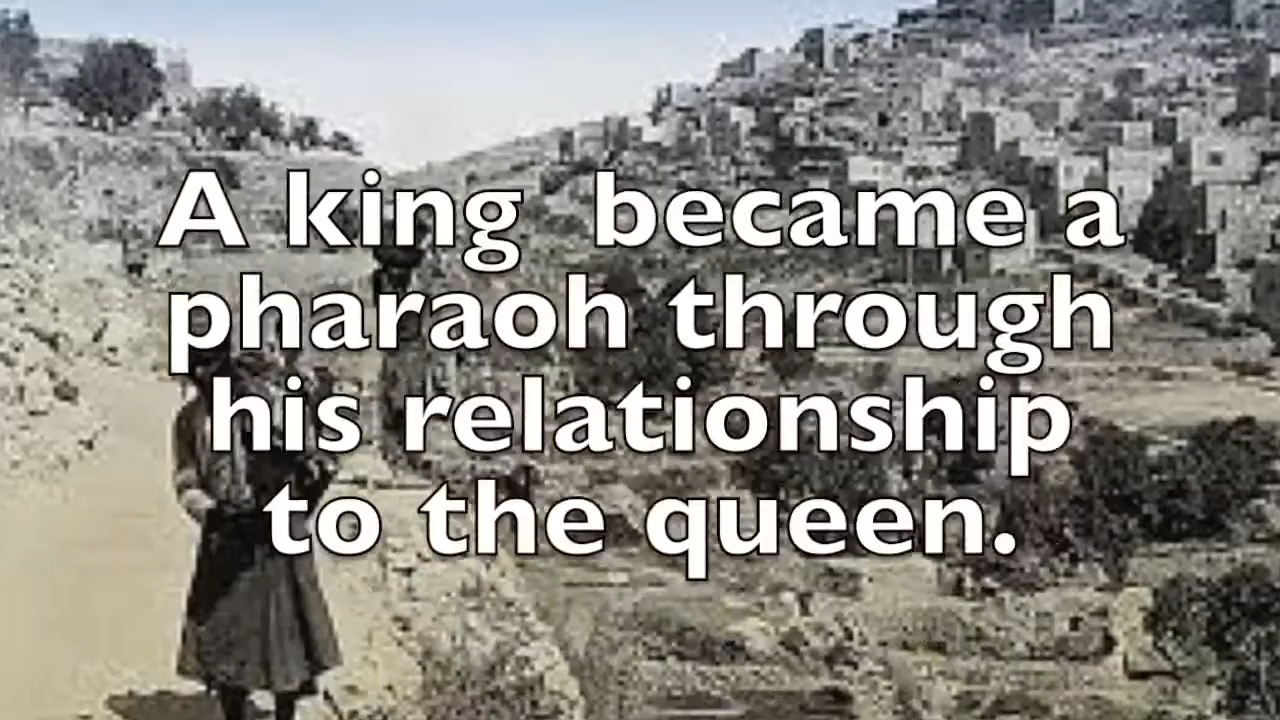 A king  became a
pharaoh through
his relationship
to the queen.